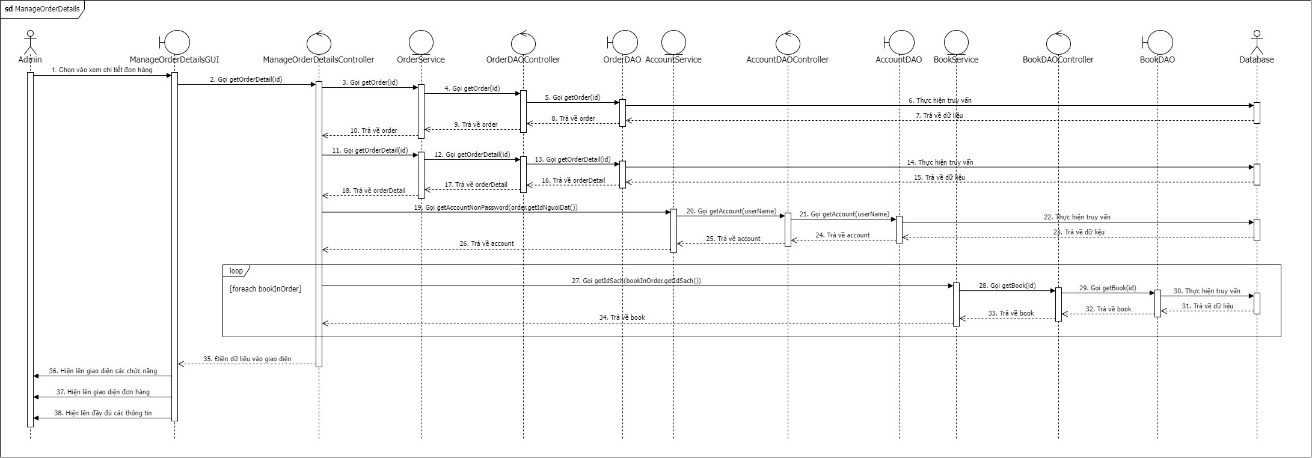 sd ManageOrderDetails
Admin
ManageOrderDetailsGUI
ManageOrderDetailsController
OrderService
OrderDAOController
OrderDAO
AccountService
AccountDAOController
AccountDAO
BookService
BookDAOController
BookDAO
Database
1. Chọn vào xem chi tiết đơn hàng
2. Gọi getOrderDetail(id)
3. Gọi getOrder(id)
4. Gọi getOrder(id)
5. Gọi getOrder(id)
6. Thực hiện truy vấn
7. Trả về dữ liệu
8. Trả về order
9. Trả về order
10. Trả về order
11. Gọi getOrderDetail(id)
12. Gọi getOrderDetail(id)
13. Gọi getOrderDetail(id)
14. Thực hiện truy vấn
15. Trả về dữ liệu
16. Trả về orderDetail
17. Trả về orderDetail
18. Trả về orderDetail
19. Gọi getAccountNonPassword(order.getIdNguoiDat())
20. Gọi getAccount(userName)
21. Gọi getAccount(userName)
22. Thực hiện truy vấn
23. Trả về dữ liệu
24. Trả về account
25. Trả về account
26. Trả về account
loop
[foreach bookInOrder]
27. Gọi getIdSach(bookInOrder.getIdSach())
28. Gọi getBook(id)
29. Gọi getBook(id)
30. Thực hiện truy vấn
31. Trả về dữ liệu
32. Trả về book
33. Trả về book
34. Trả về book
35. Điền dữ liệu vào giao diện
36. Hiện lên giao diện các chức năng
37. Hiện lên giao diện đơn hàng
38. Hiện lên đầy đủ các thông tin